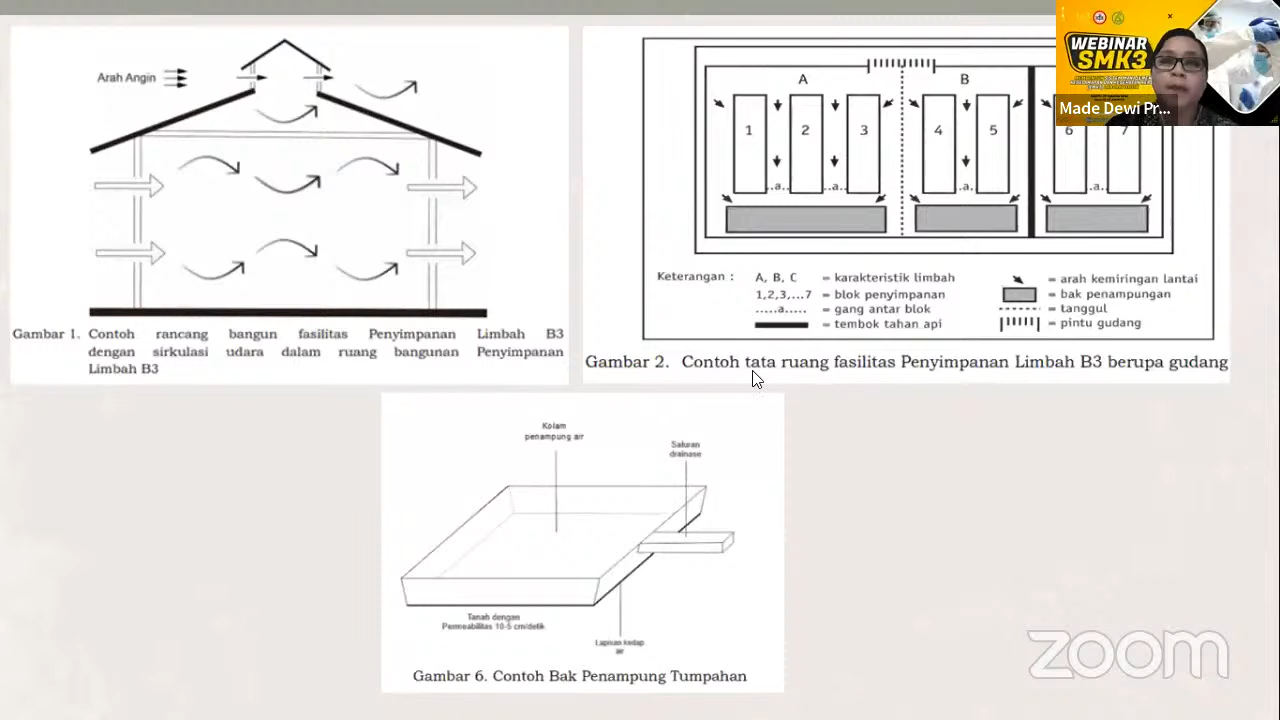 Arah Angin
Gambar 1. Contoh rancang bangun fasilitas Penyimpanan Limbah B3
dengan sirkulasi udara dalam ruang bangunan Penyimpanan
Limbah B3
A
B
1
2
3
4
5
6
7
..a..
..a..
.a.
.a.
Keterangan :
A, B, C = karakteristik limbah
1,2,3,...7 = blok penyimpanan
.....a..... = gang antar blok
= tembok tahan api
= arah kemiringan lantai
= bak penampungan
= tanggul
= pintu gudang
Gambar 2. Contoh tata ruang fasilitas Penyimpanan Limbah B3 berupa gudang
WEBINAR
SMK3
Made Dewi Pr...
Kolam
penampung air
Saluran
drainase
Tanah dengan
Permeabilitas 10-5 cm/detik
Lapisan kedap
air
Gambar 6. Contoh Bak Penampung Tumpahan
zoom